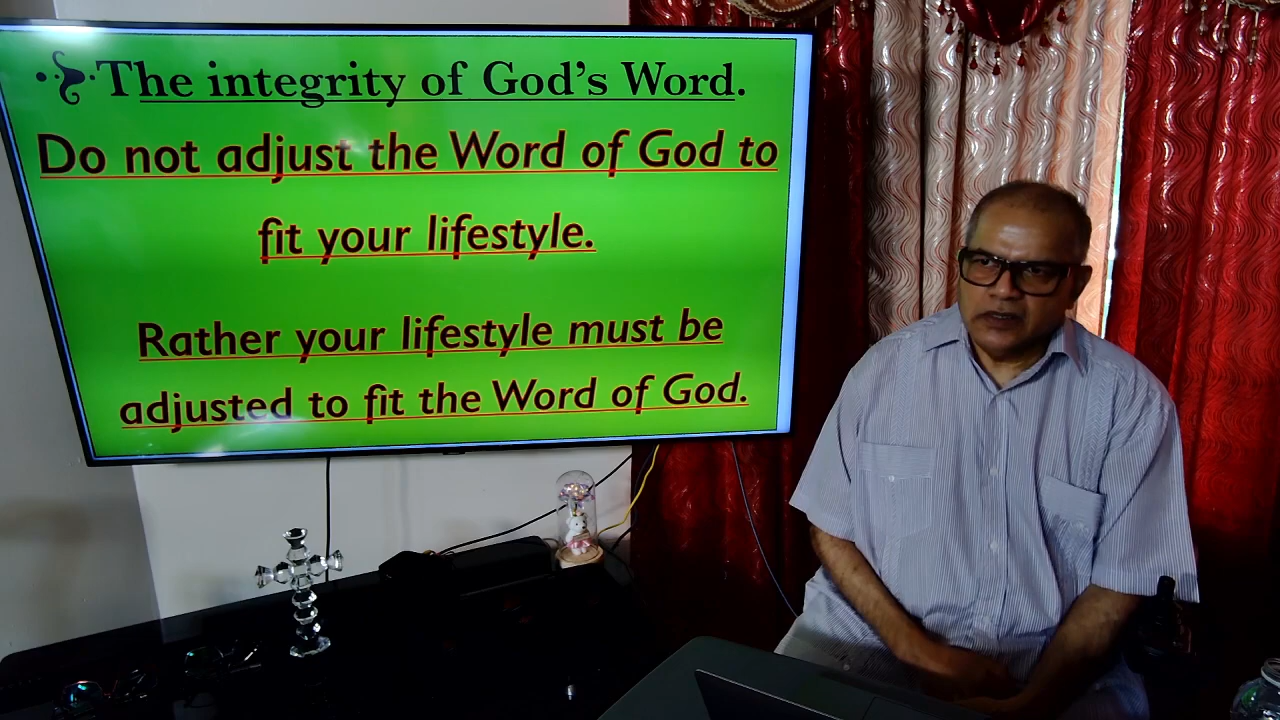 The integrity of God's Word.
Do not adjust the Word of God to
fit your lifestyle.
Rather your lifestyle must be
adjusted to fit the Word of God.